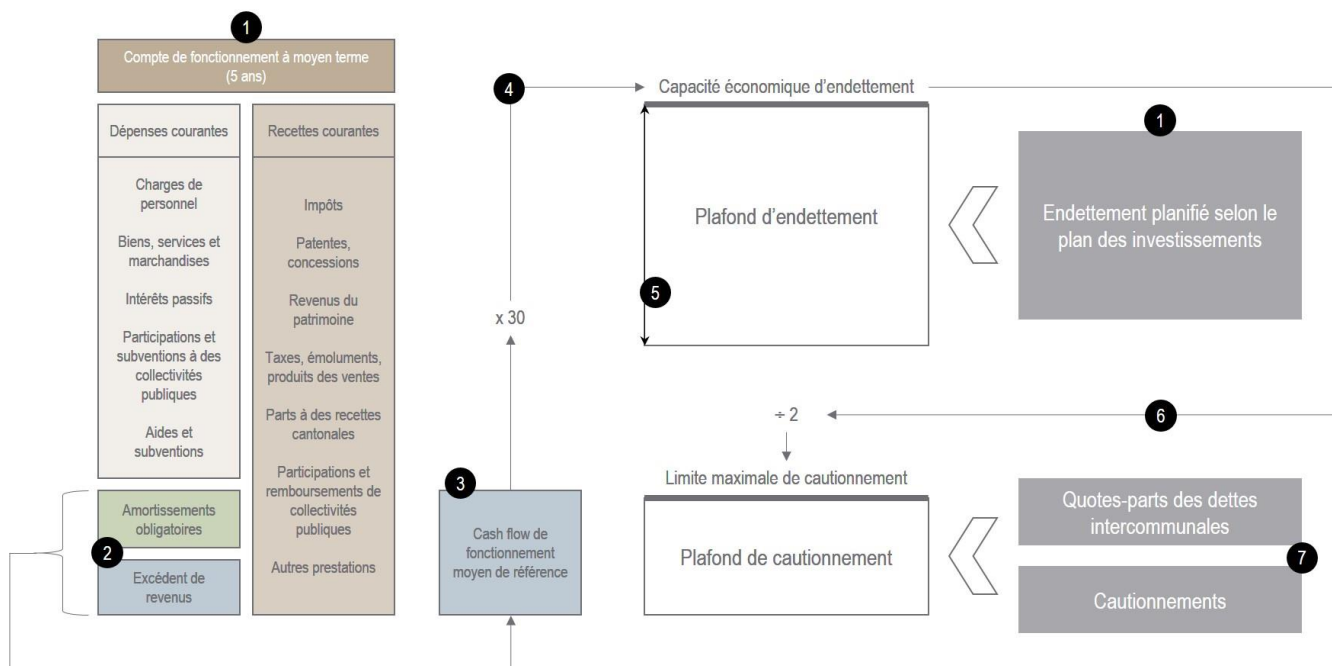 1
Compte de fonctionnement à moyen terme
(5 ans)
Dépenses courantes
Charges de
personnel
Biens, services et
marchandises
Intérêts passifs
Participations et
subventions à des
collectivités
publiques
Aides et
subventions
Recettes courantes
Impôts
Patentes,
concessions
Revenus du
patrimoine
Taxes, émoluments,
produits des ventes
Parts à des recettes
cantonales
Participations et
remboursements de
collectivités
publiques
Autres prestations
Amortissements
obligatoires
2
Excédent de
revenus
3
Cash flow de
fonctionnement
moyen de référence
x 30
4
Capacité économique d'endettement
Plafond d'endettement
5
1
Endettement planifié selon le
plan des investissements
÷ 2
6
Limite maximale de cautionnement
Plafond de cautionnement
Quotes-parts des dettes
intercommunales
7
Cautionnements